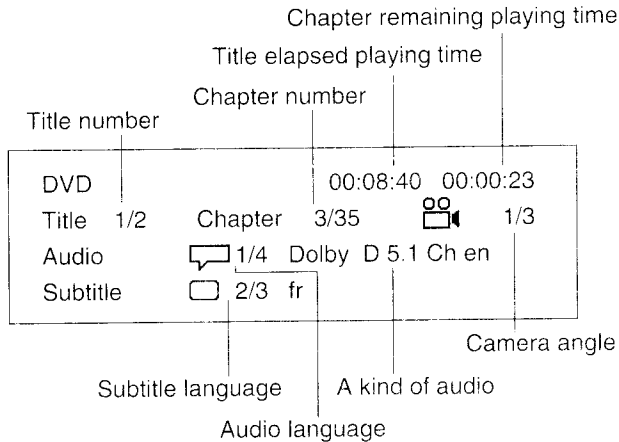 Chapter remaining playing time
Title elapsed playing time
Chapter number
Title number
DVD 00:08:40 00:00:23
Title 1/2 Chapter 3/35 1/3
Audio 1/4 Dolby D 5.1 Ch en
Subtitle 2/3 fr
Camera angle
Subtitle language A kind of audio
Audio language